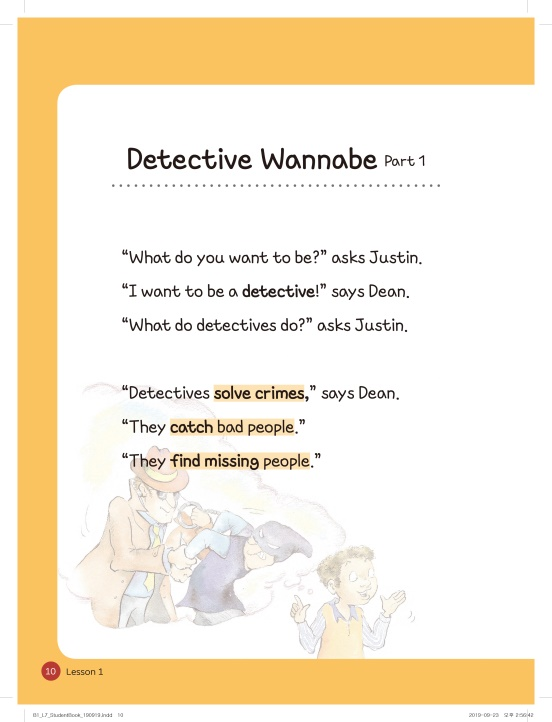 Detective Wannabe Part 1
“What do you want to be?” asks Justin.
“I want to be a detective!” says Dean.
“What do detectives do?” asks Justin.
“Detectives solve crimes,” says Dean.
“They catch bad people.”
“They find missing people.”
10 Lesson 1
01_L7_StudentBook_190919.indd 10
2019-09-23 오후 2:56:42